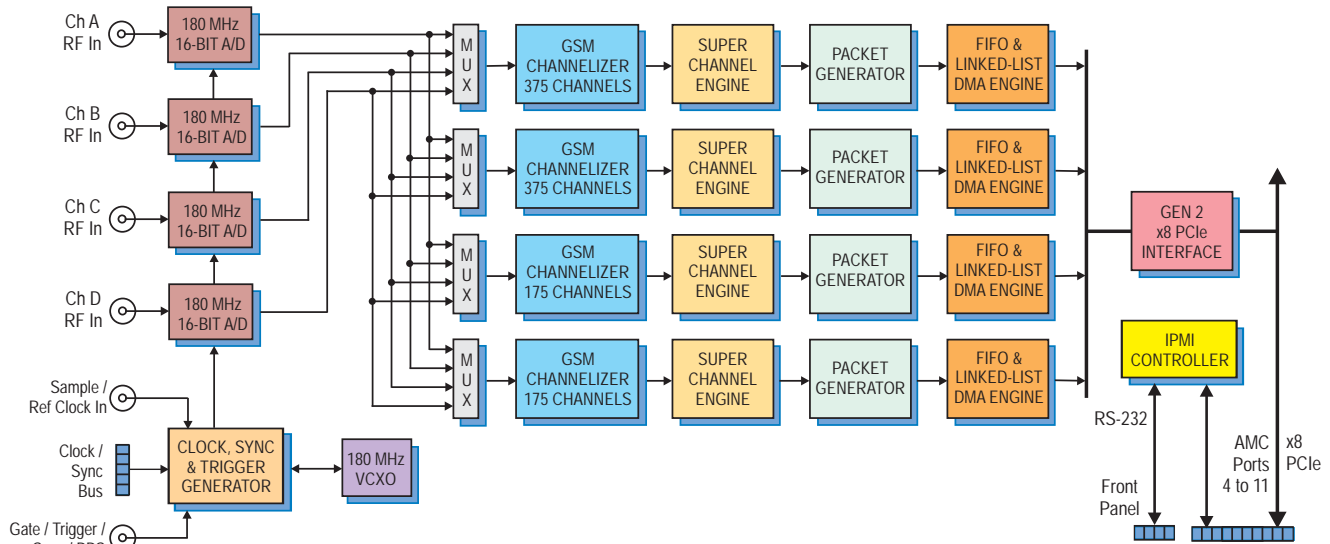 Ch A
RF In
180 MHz
16-BIT A/D
Ch B
RF In
180 MHz
16-BIT A/D
Ch C
RF In
180 MHz
16-BIT A/D
Ch D
RF In
180 MHz
16-BIT A/D
Sample /
Ref Clock In
Clock /
Sync
Bus
CLOCK, SYNC
& TRIGGER
GENERATOR
180 MHz
VCXO
Gate / Trigger /
M
U
X
GSM
CHANNELIZER
375 CHANNELS
SUPER
CHANNEL
ENGINE
PACKET
GENERATOR
FIFO &
LINKED-LIST
DMA ENGINE
M
U
X
GSM
CHANNELIZER
375 CHANNELS
SUPER
CHANNEL
ENGINE
PACKET
GENERATOR
FIFO &
LINKED-LIST
DMA ENGINE
M
U
X
GSM
CHANNELIZER
175 CHANNELS
SUPER
CHANNEL
ENGINE
PACKET
GENERATOR
FIFO &
LINKED-LIST
DMA ENGINE
M
U
X
GSM
CHANNELIZER
175 CHANNELS
SUPER
CHANNEL
ENGINE
PACKET
GENERATOR
FIFO &
LINKED-LIST
DMA ENGINE
GEN 2
x8 PCIe
INTERFACE
IPMI
CONTROLLER
RS-232
Front
Panel
AMC
Ports
4 to 11
x8
PCIe